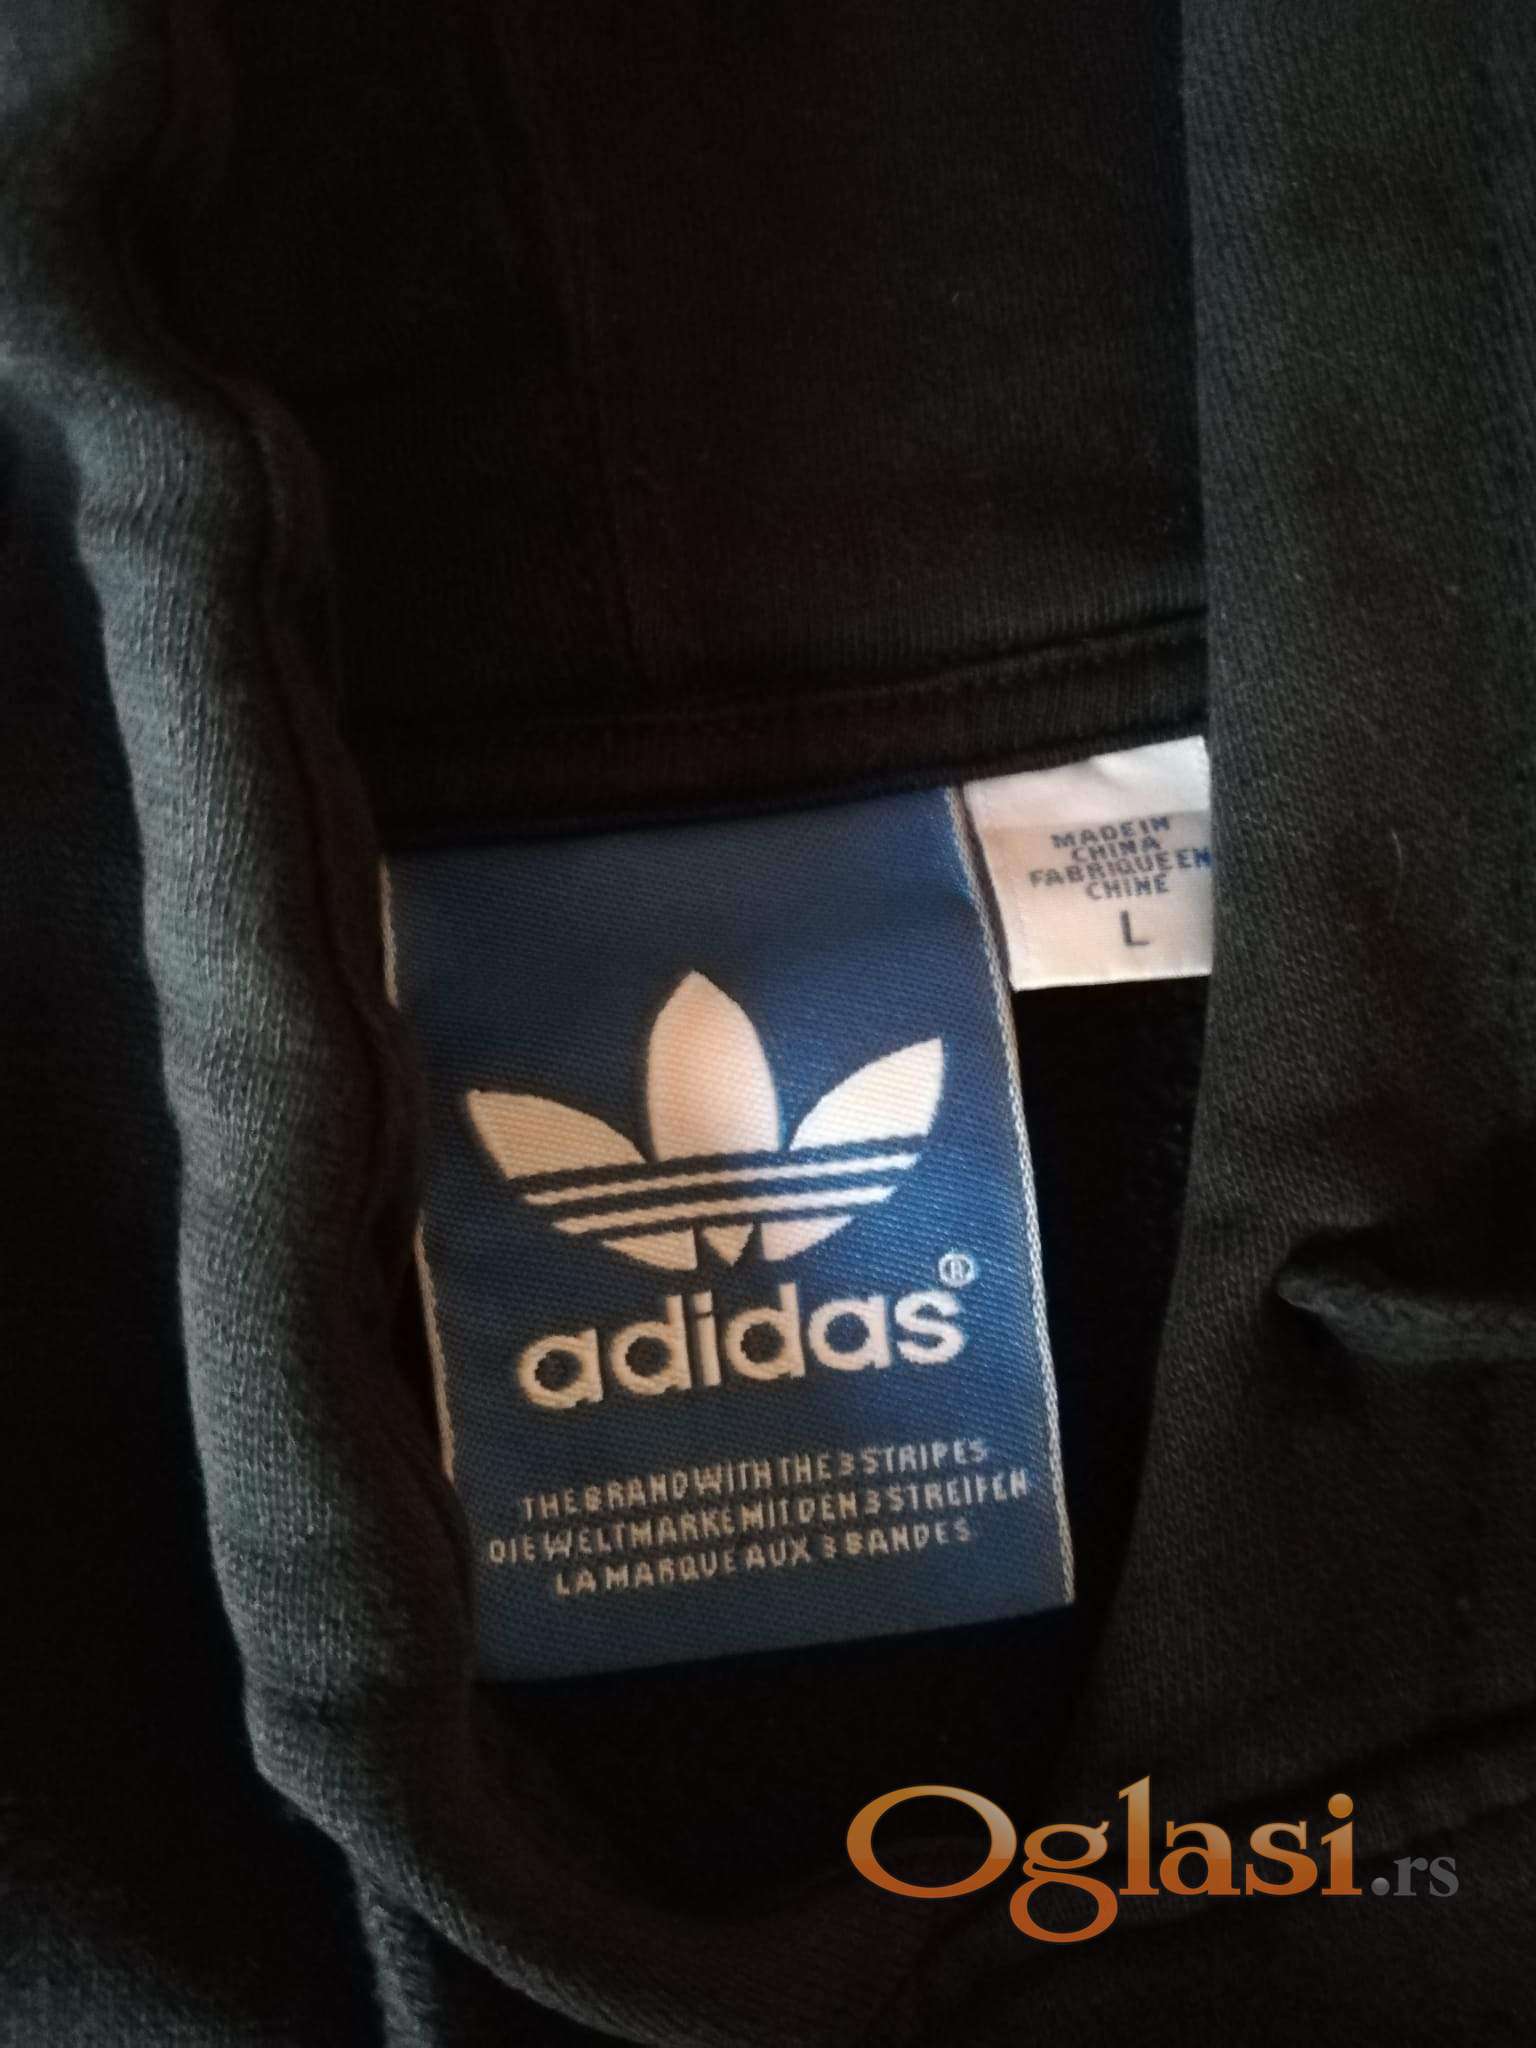 MADE IN
CHINA
FABRIQUE EN
CHINE
L
adidas®
THE BRAND WITH THE 3 STRIPES
DIE WELTMARKE MIT DEN 3 STREIFEN
LA MARQUE AUX 3 BANDES
Oglasi.rs